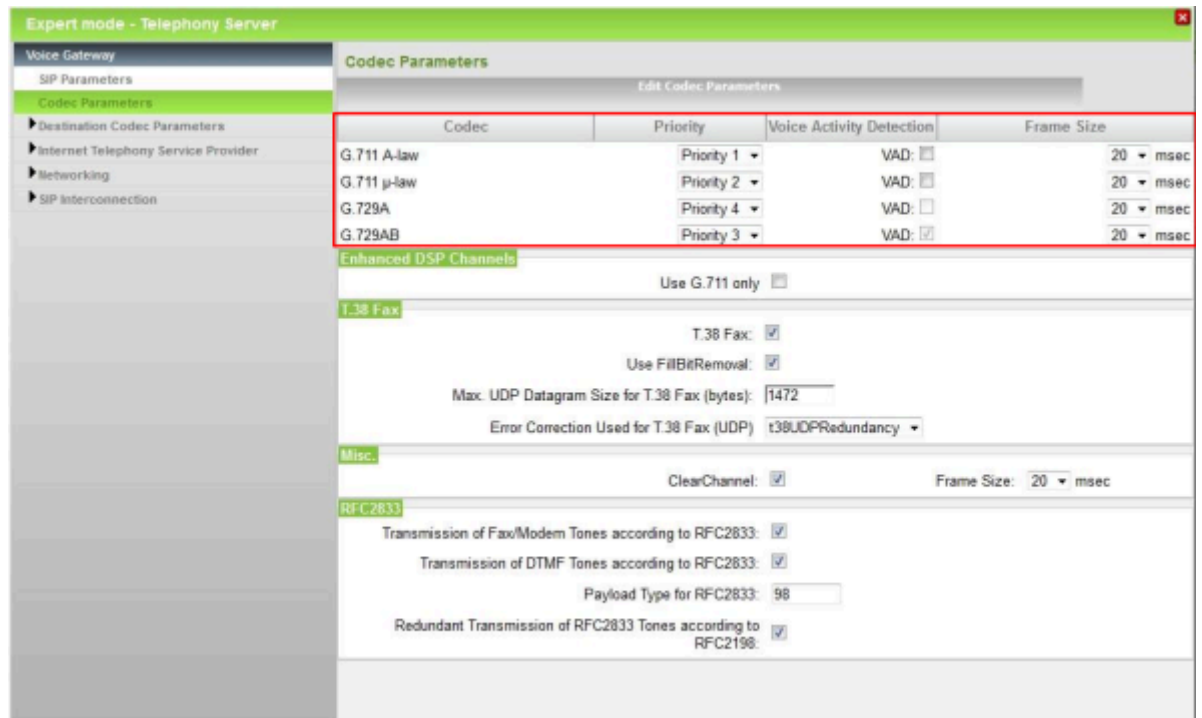 Expert mode - Telephony Server
Voice Gateway
SIP Parameters
Codec Parameters
Destination Codec Parameters
Internet Telephony Service Provider
Networking
SIP Interconnection
Codec Parameters
Edit Codec Parameters
Codec Priority Voice Activity Detection Frame Size
G.711 A-law Priority 1 VAD: 20 msec
G.711 µ-law Priority 2 VAD: 20 msec
G.729A Priority 4 VAD: 20 msec
G.729AB Priority 3 VAD: 20 msec
Enhanced DSP Channels
Use G.711 only
T.38 Fax
T.38 Fax:
Use FillBitRemoval:
Max. UDP Datagram Size for T.38 Fax (bytes): 1472
Error Correction Used for T.38 Fax (UDP) t38UDPRedundancy
Misc.
ClearChannel: Frame Size: 20 msec
RFC2833
Transmission of Fax/Modem Tones according to RFC2833:
Transmission of DTMF Tones according to RFC2833:
Payload Type for RFC2833: 98
Redundant Transmission of RFC2833 Tones according to
RFC2198: